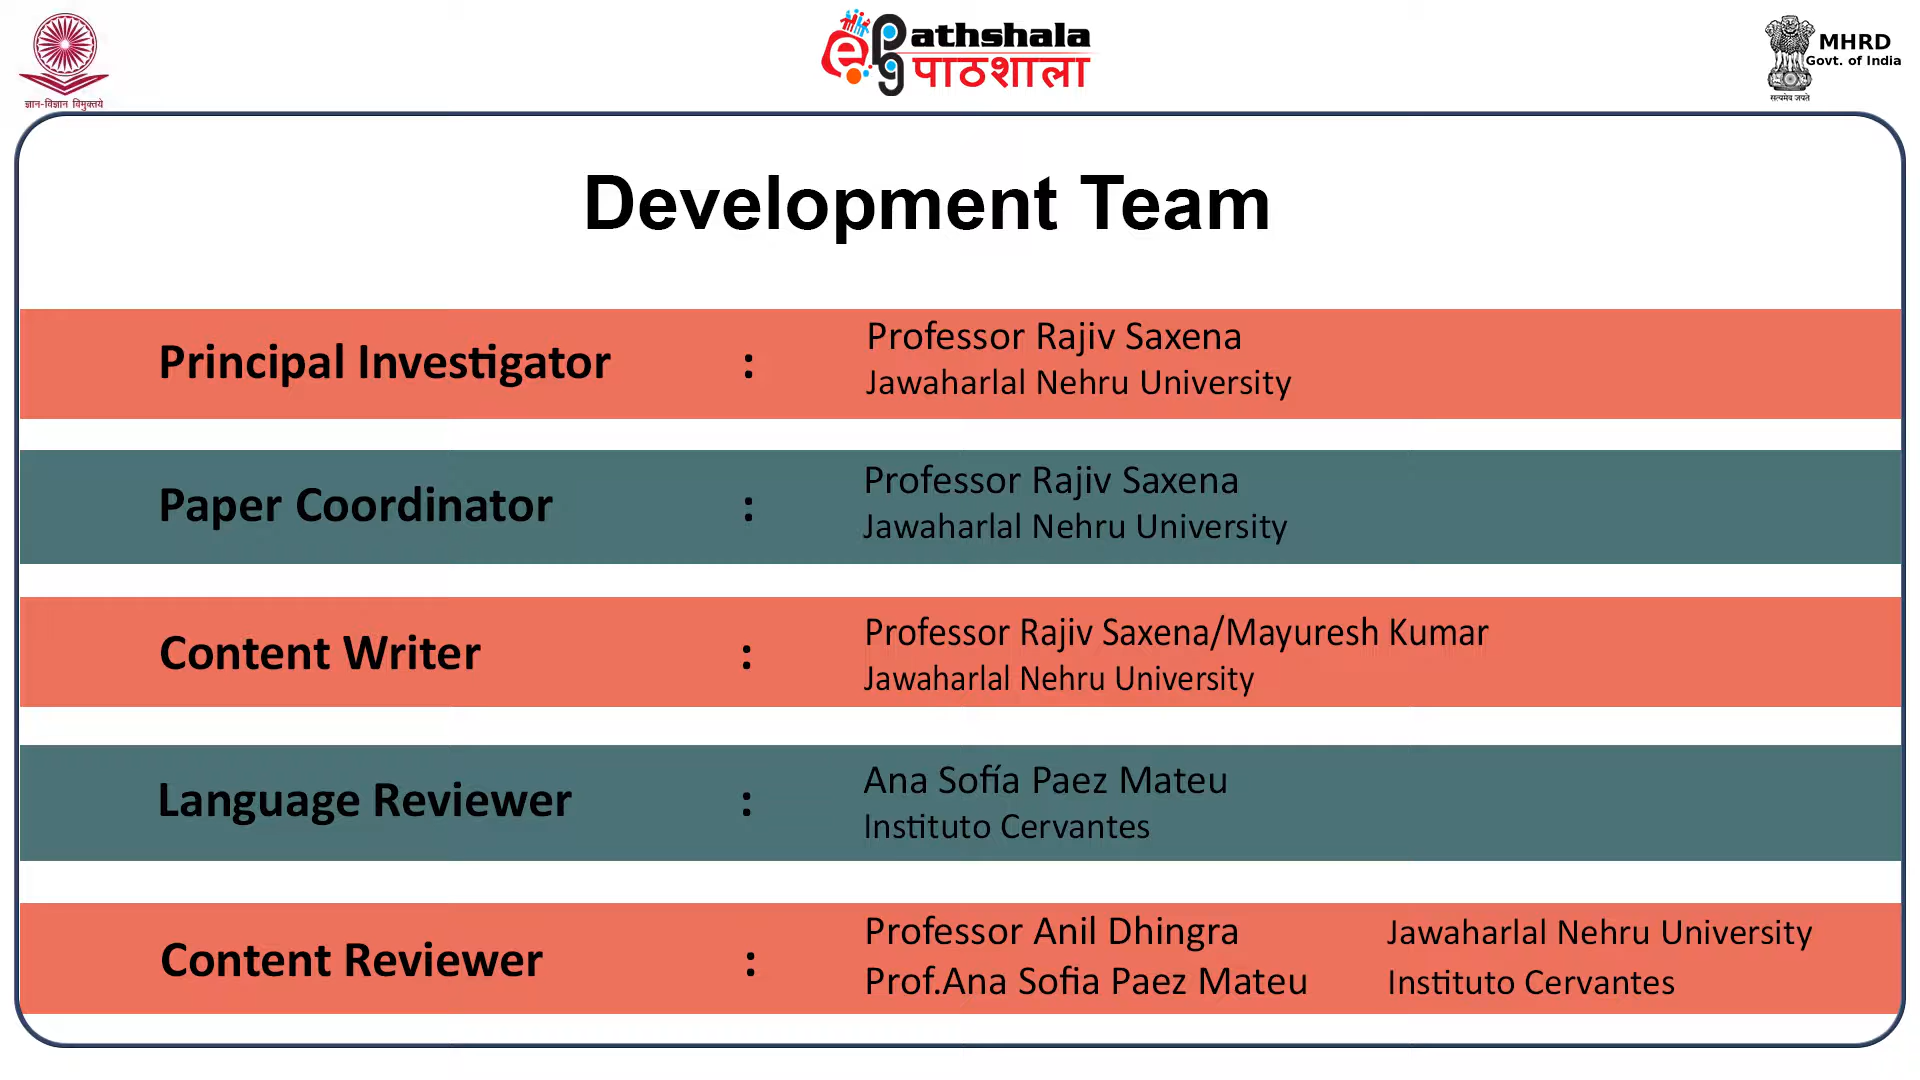 ज्ञान-विज्ञान विमुक्तये
ePathshala
पाठशाला
MHRD
Govt. of India
सत्यमेव जयते
Development Team
Principal Investigator : Professor Rajiv Saxena
Jawaharlal Nehru University
Paper Coordinator : Professor Rajiv Saxena
Jawaharlal Nehru University
Content Writer : Professor Rajiv Saxena/Mayuresh Kumar
Jawaharlal Nehru University
Language Reviewer : Ana Sofía Paez Mateu
Instituto Cervantes
Content Reviewer : Professor Anil Dhingra Jawaharlal Nehru University
Prof.Ana Sofia Paez Mateu Instituto Cervantes